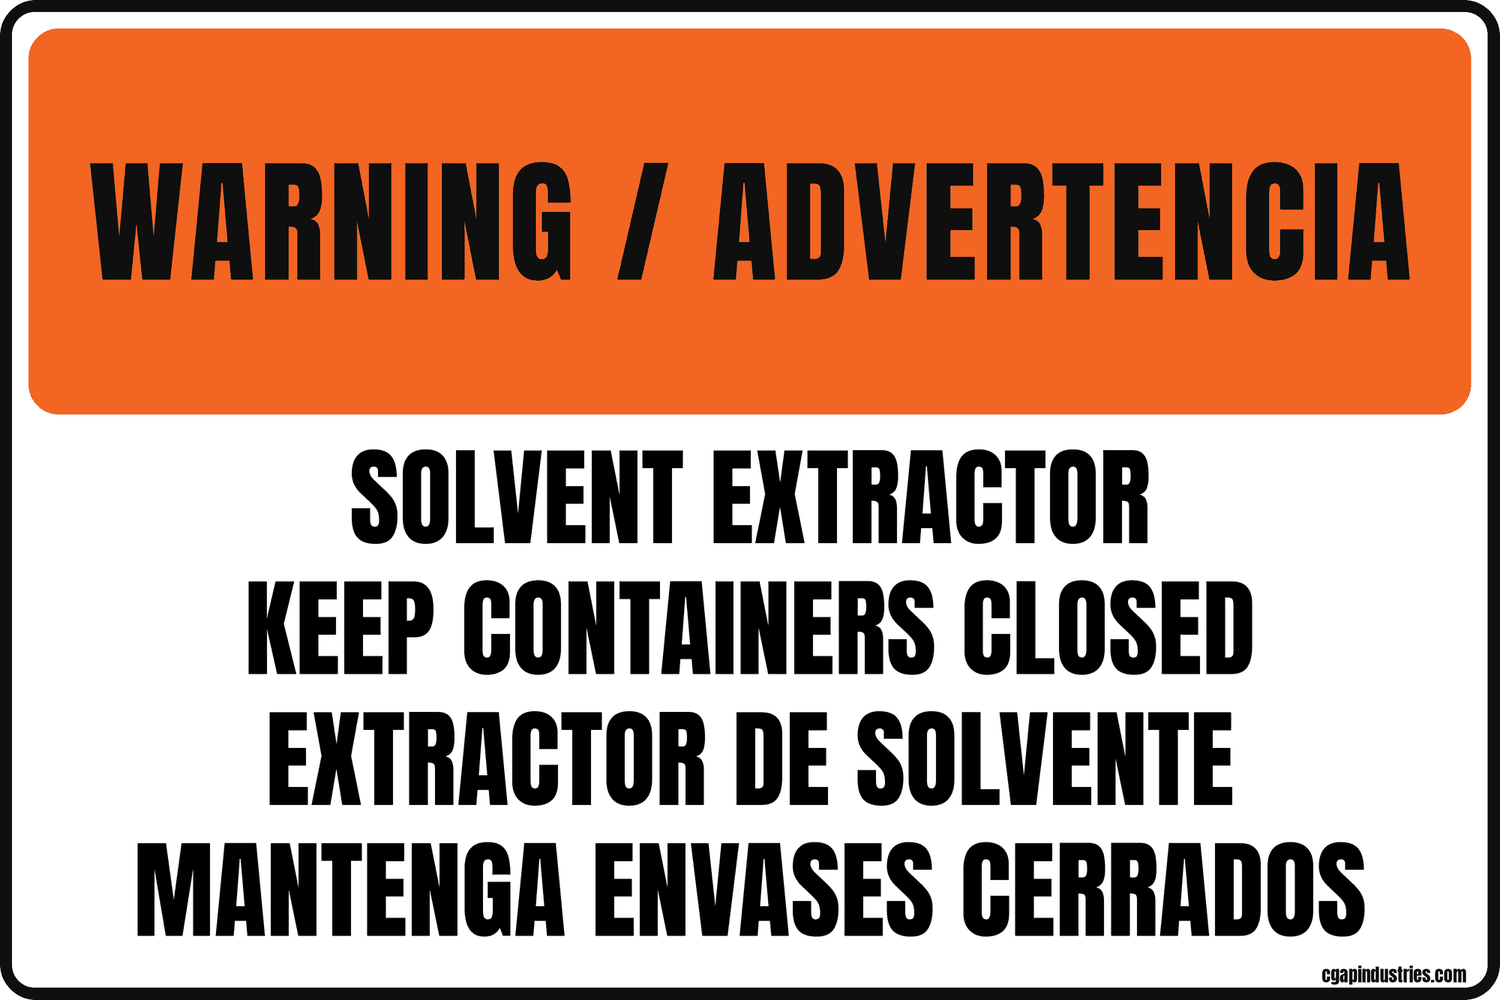 WARNING / ADVERTENCIA
SOLVENT EXTRACTOR
KEEP CONTAINERS CLOSED
EXTRACTOR DE SOLVENTE
MANTENGA ENVASES CERRADOS
cgapindustries.com